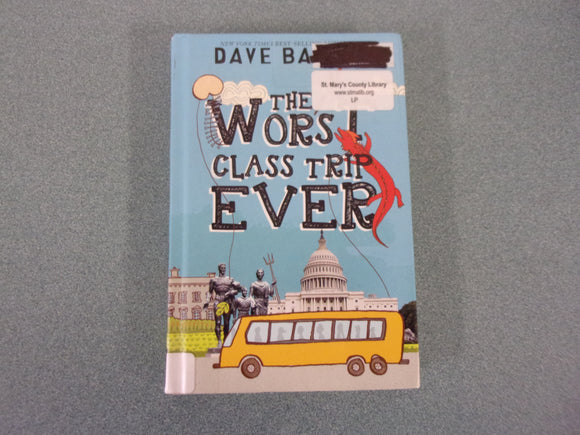 NEW YORK TIMES BEST-SELLING
DAVE BA
St. Mary's County Library
www.stmalib.org
LP
THE
WORST
CLASS TRIP
EVER